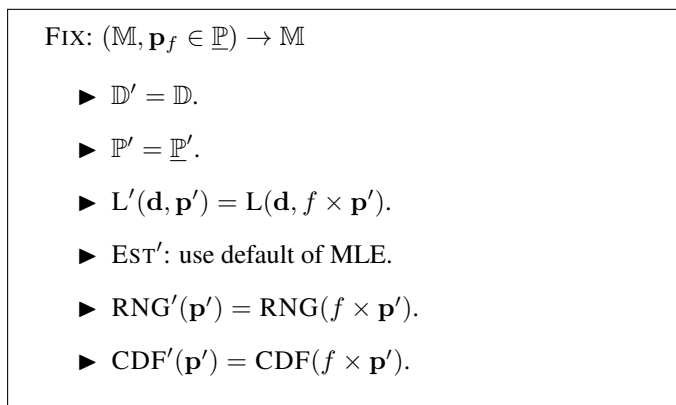 FIX: (𝕄, 𝐩_f ∈ ℙ̲) → 𝕄
► 𝔻′ = 𝔻.
► ℙ′ = ℙ̲′.
► L′(𝐝, 𝐩′) = L(𝐝, f × 𝐩′).
► EST′: use default of MLE.
► RNG′(𝐩′) = RNG(f × 𝐩′).
► CDF′(𝐩′) = CDF(f × 𝐩′).